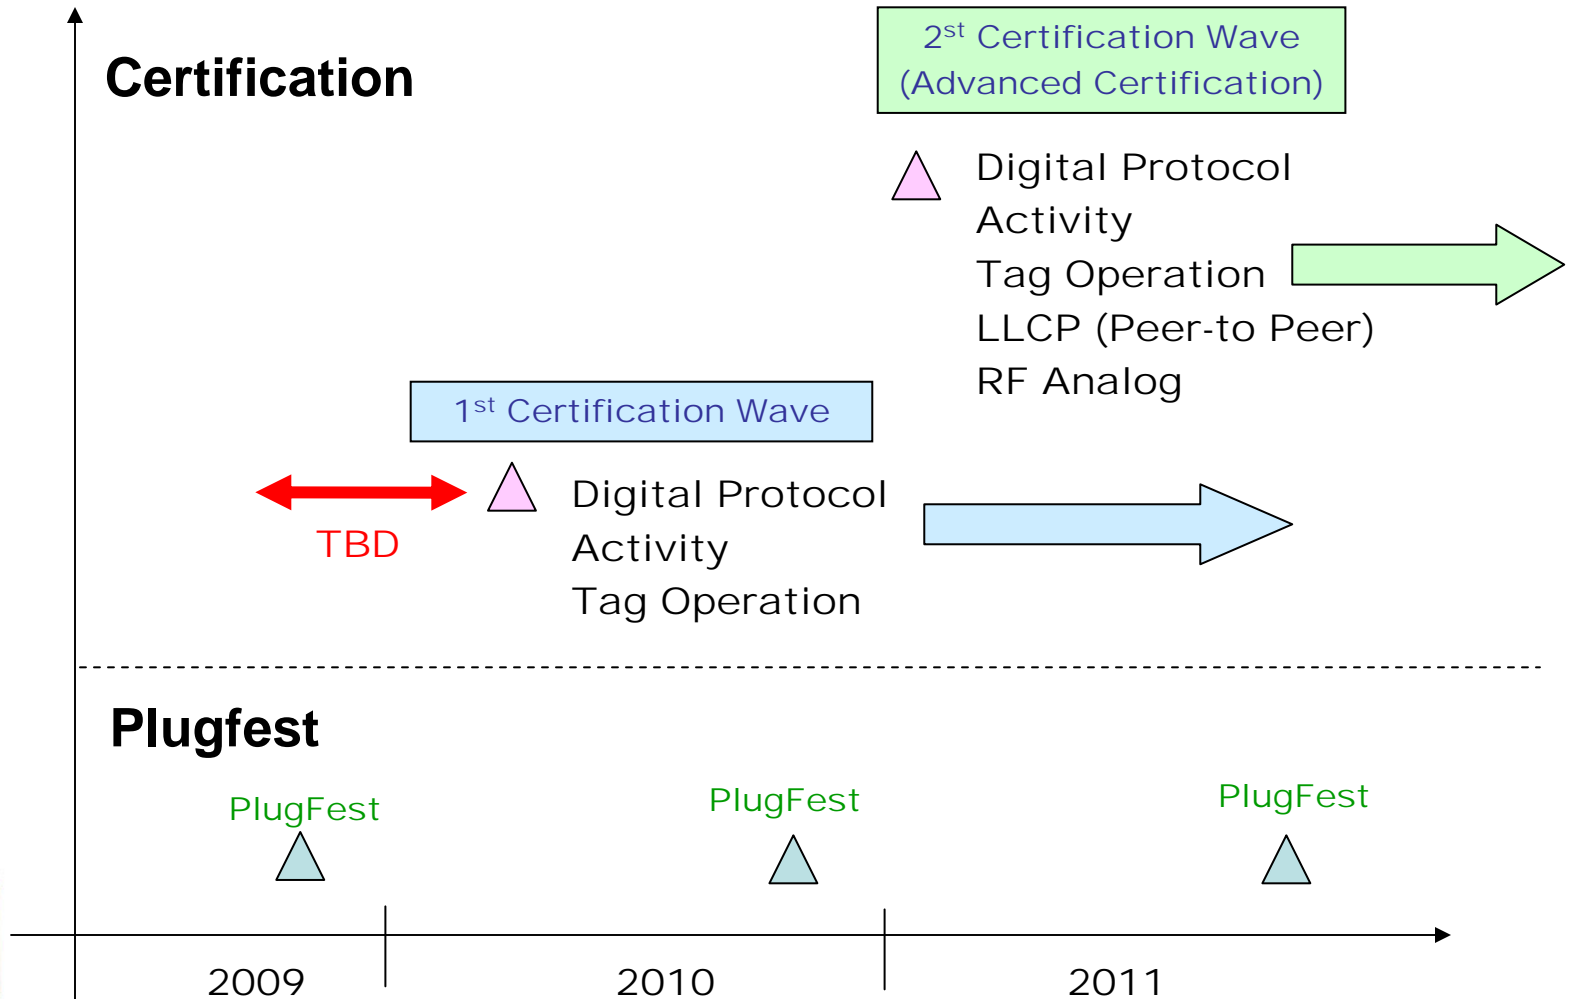 Certification
2st Certification Wave
(Advanced Certification)
Digital Protocol
Activity
Tag Operation
LLCP (Peer-to Peer)
RF Analog
1st Certification Wave
TBD
Digital Protocol
Activity
Tag Operation
Plugfest
PlugFest
PlugFest
PlugFest
2009
2010
2011